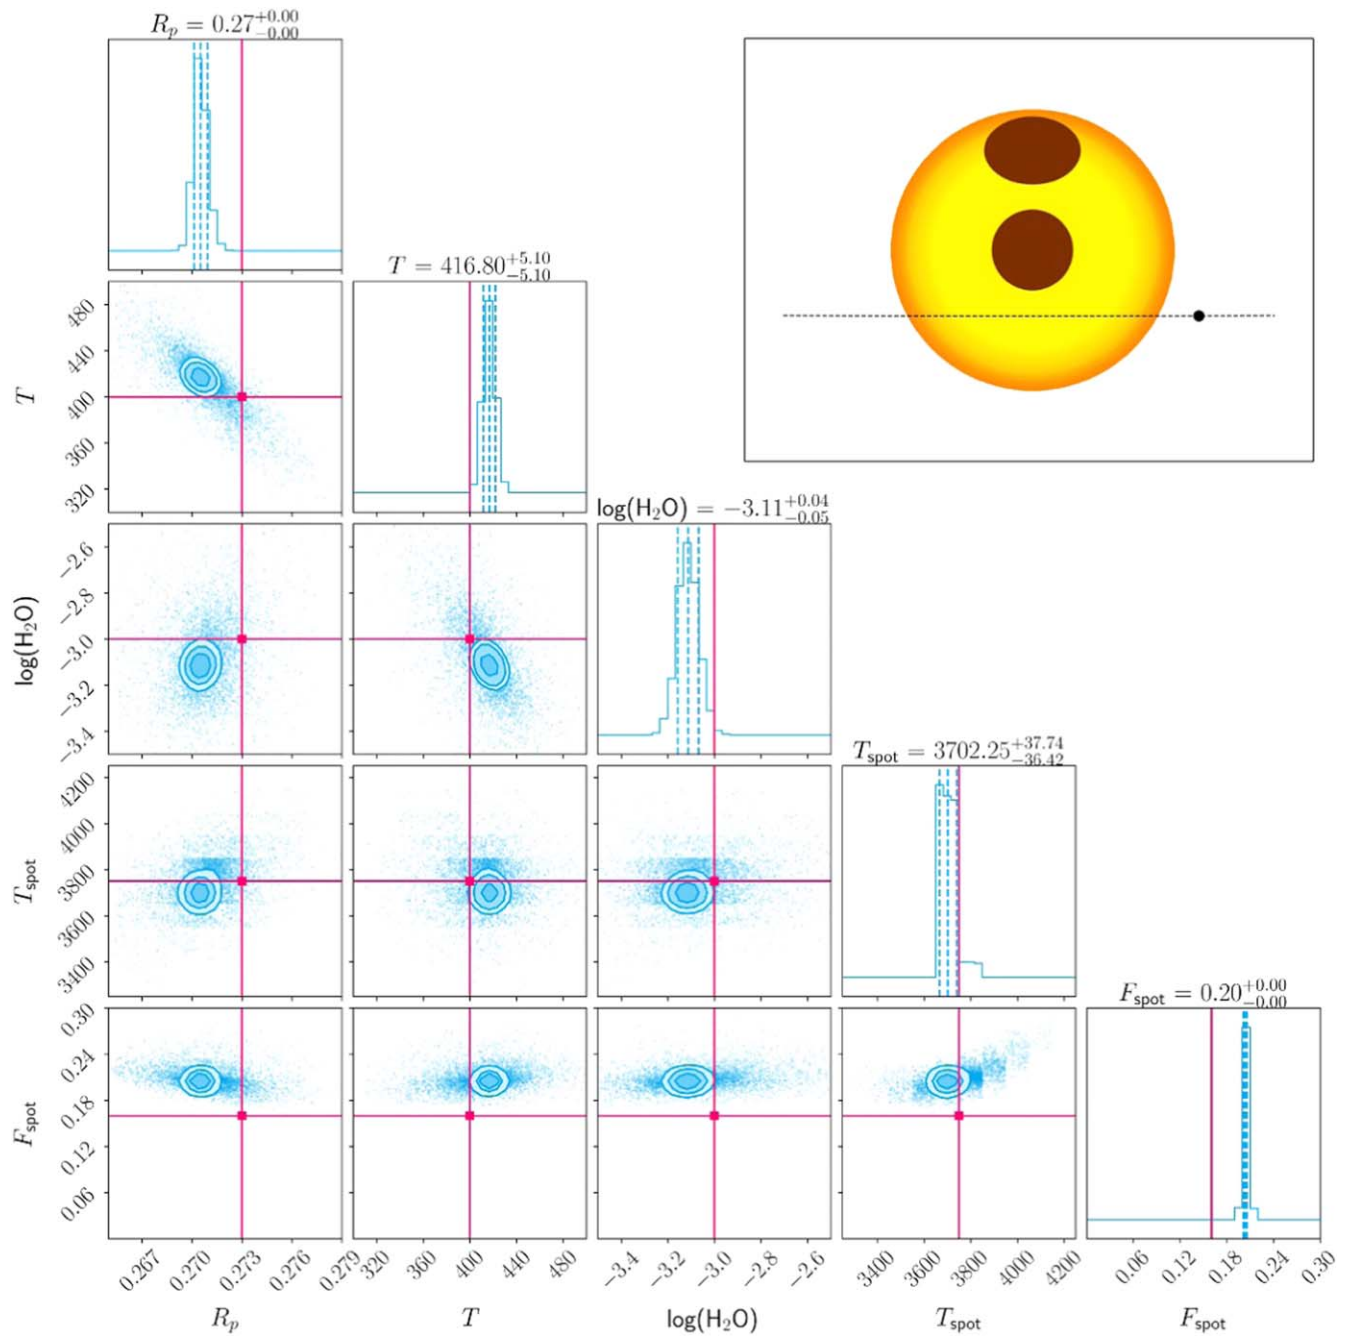 R_p = 0.27^{+0.00}_{-0.00}
T = 416.80^{+5.10}_{-5.10}
480
440
400
360
320
T
log(H₂O) = −3.11^{+0.04}_{-0.05}
−2.6
−2.8
−3.0
−3.2
−3.4
log(H₂O)
T_spot = 3702.25^{+37.74}_{-36.42}
4200
4000
3800
3600
3400
T_spot
F_spot = 0.20^{+0.00}_{-0.00}
0.30
0.24
0.18
0.12
0.06
F_spot
0.267 0.270 0.273 0.276 0.279 320 360 400 440 480 −3.4 −3.2 −3.0 −2.8 −2.6 3400 3600 3800 4000 4200 0.06 0.12 0.18 0.24 0.30
R_p T log(H₂O) T_spot F_spot